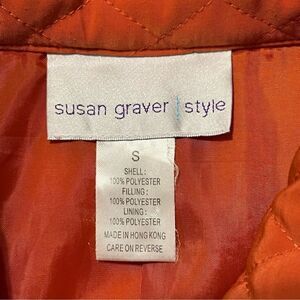 susan graver | style
S
SHELL:
100% POLYESTER
FILLING:
100% POLYESTER
LINING:
100% POLYESTER
MADE IN HONG KONG
CARE ON REVERSE